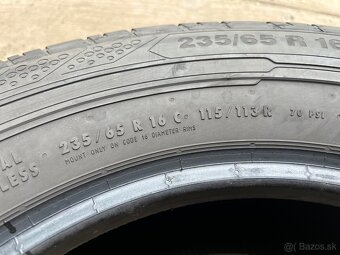 235/65 R 16
235/65 R 16 C 115/113 R 70 PSI
MOUNT ONLY ON CODE 16 DIAMETER RIMS
AL
LESS
© Bazos.sk